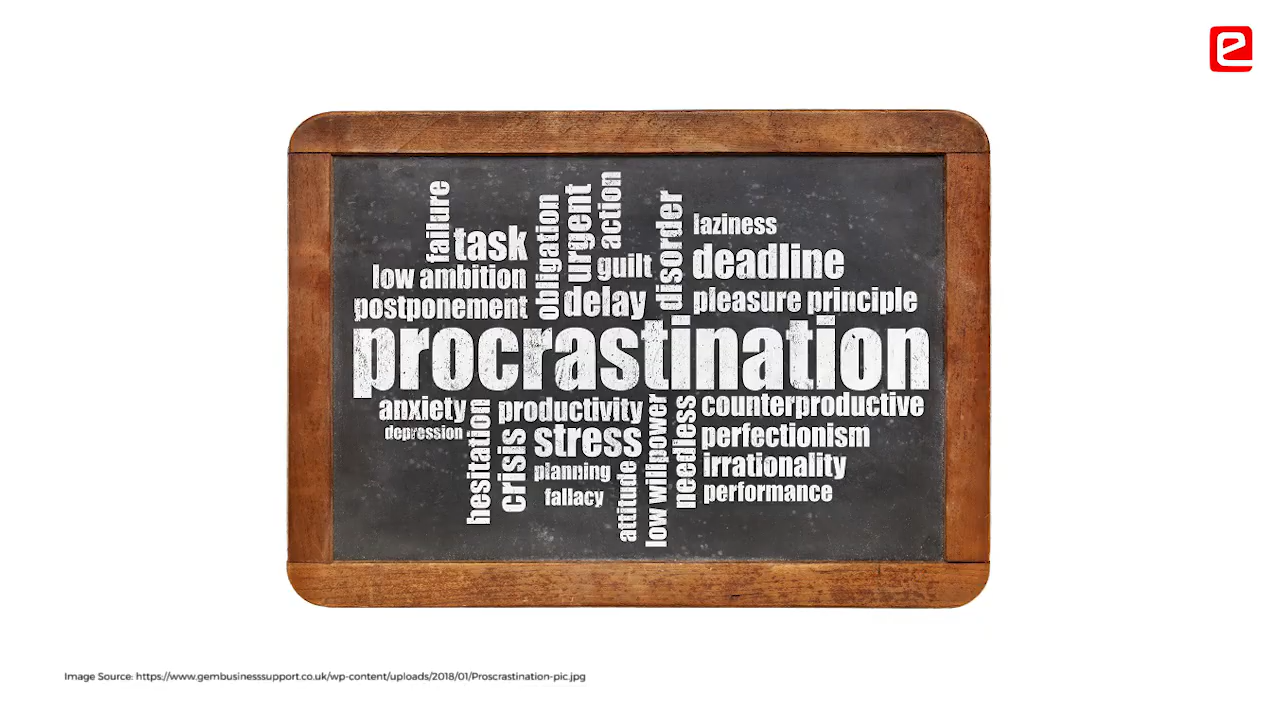 failure
task
obligation
urgent
action
guilt
disorder
laziness
deadline
low ambition
postponement
delay
pleasure principle
procrastination
anxiety
depression
hesitation
productivity
crisis
stress
planning
fallacy
attitude
low willpower
needless
counterproductive
perfectionism
irrationality
performance
e
Image Source: https://www.gembusinesssupport.co.uk/wp-content/uploads/2018/01/Proscrastination-pic.jpg